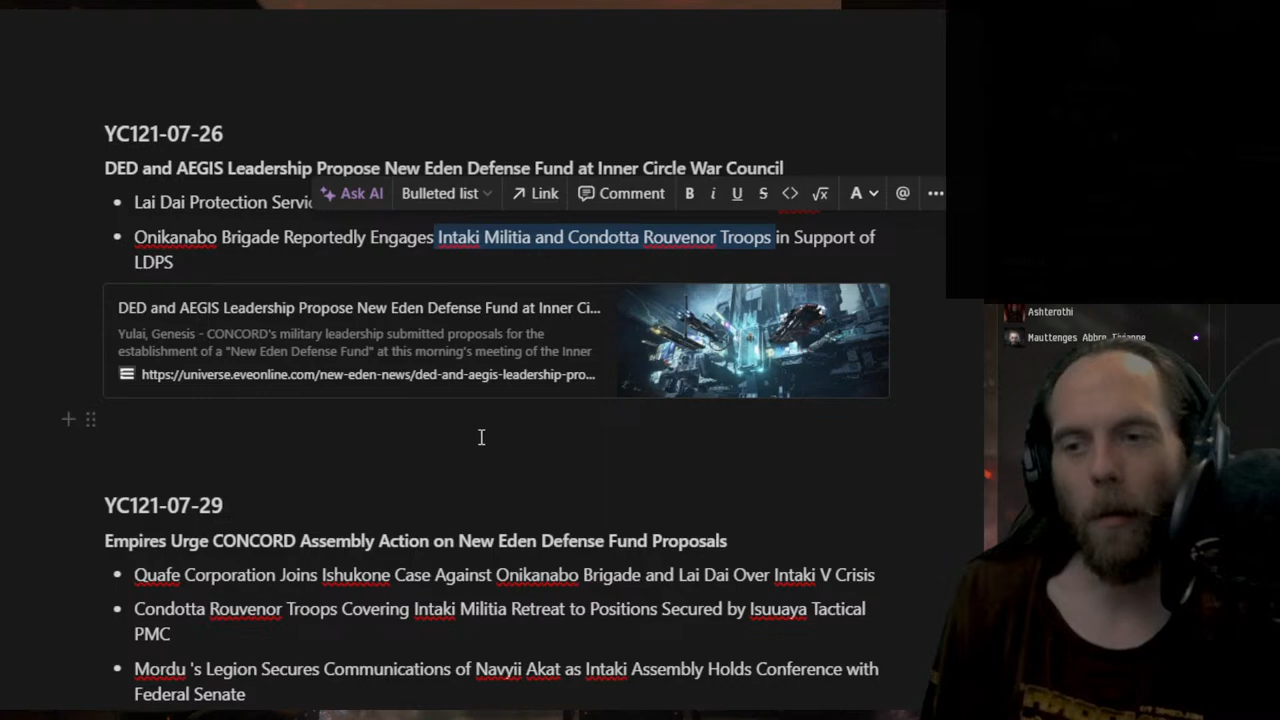 YC121-07-26
DED and AEGIS Leadership Propose New Eden Defense Fund at Inner Circle War Council
Lai Dai Protection
Ask AI Bulleted list Link Comment B i U S <> √x A @ •••
Onikanabo Brigade Reportedly Engages Intaki Militia and Condotta Rouvenor Troops in Support of
LDPS
DED and AEGIS Leadership Propose New Eden Defense Fund at Inner Ci...
Yulai, Genesis - CONCORD's military leadership submitted proposals for the
establishment of a "New Eden Defense Fund" at this morning's meeting of the Inner
https://universe.eveonline.com/new-eden-news/ded-and-aegis-leadership-pro...
Ashterothi
Mauttenges Abbre Thianne
YC121-07-29
Empires Urge CONCORD Assembly Action on New Eden Defense Fund Proposals
Quafe Corporation Joins Ishukone Case Against Onikanabo Brigade and Lai Dai Over Intaki V Crisis
Condotta Rouvenor Troops Covering Intaki Militia Retreat to Positions Secured by Isuuaya Tactical
PMC
Mordu 's Legion Secures Communications of Navyii Akat as Intaki Assembly Holds Conference with
Federal Senate